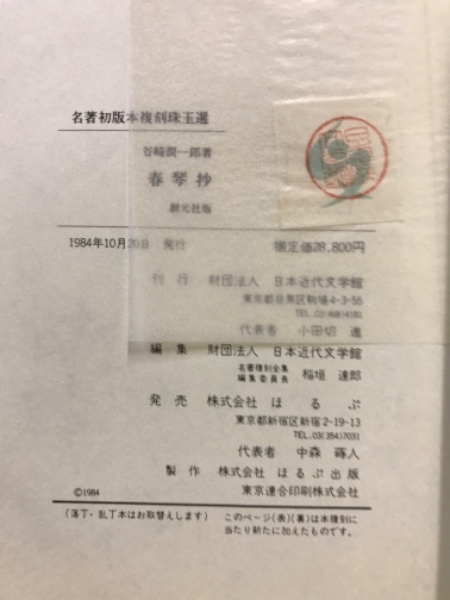 名著初版本複刻珠玉選
谷崎潤一郎著
春琴抄
創元社版
1984年10月20日 発行 揃定価28,800円
刊行 財団法人 日本近代文学館
東京都目黒区駒場4-3-55
TEL.03(468)4181
代表者 小田切 進
編集 財団法人 日本近代文学館
名著複刻全集
編集委員長 稲垣 達郎
発売 株式会社 ほるぷ
東京都新宿区新宿2-19-13
TEL.03(354)7031
代表者 中森 蒔人
製作 株式会社 ほるぷ出版
©1984 東京連合印刷株式会社
(落丁・乱丁本はお取替えします)
このページ(表)(裏)は本複刻に
当たり新たに加えたものです。